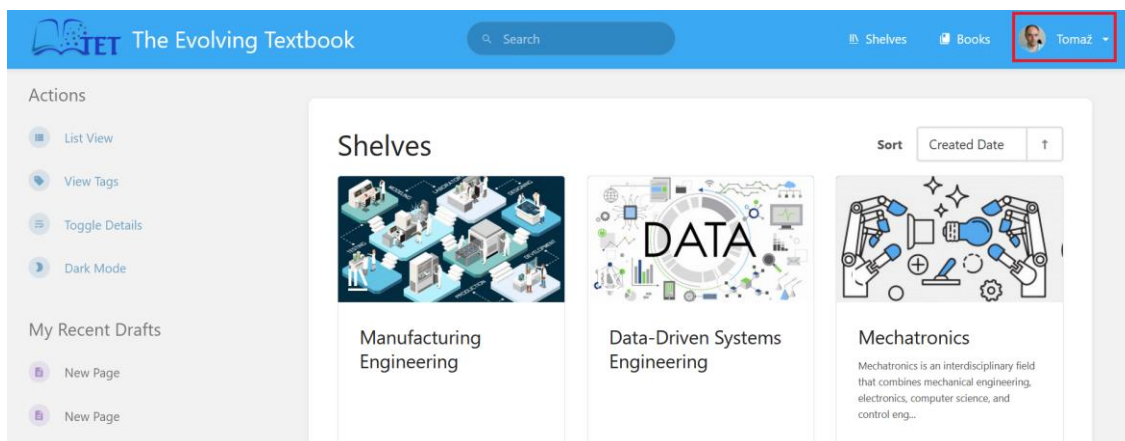 TET The Evolving Textbook
Search
Shelves
Books
Tomaž
Actions
List View
View Tags
Toggle Details
Dark Mode
My Recent Drafts
New Page
New Page
Shelves
Sort Created Date
DATA
Manufacturing
Engineering
Data-Driven Systems
Engineering
Mechatronics
Mechatronics is an interdisciplinary field
that combines mechanical engineering,
electronics, computer science, and
control eng...